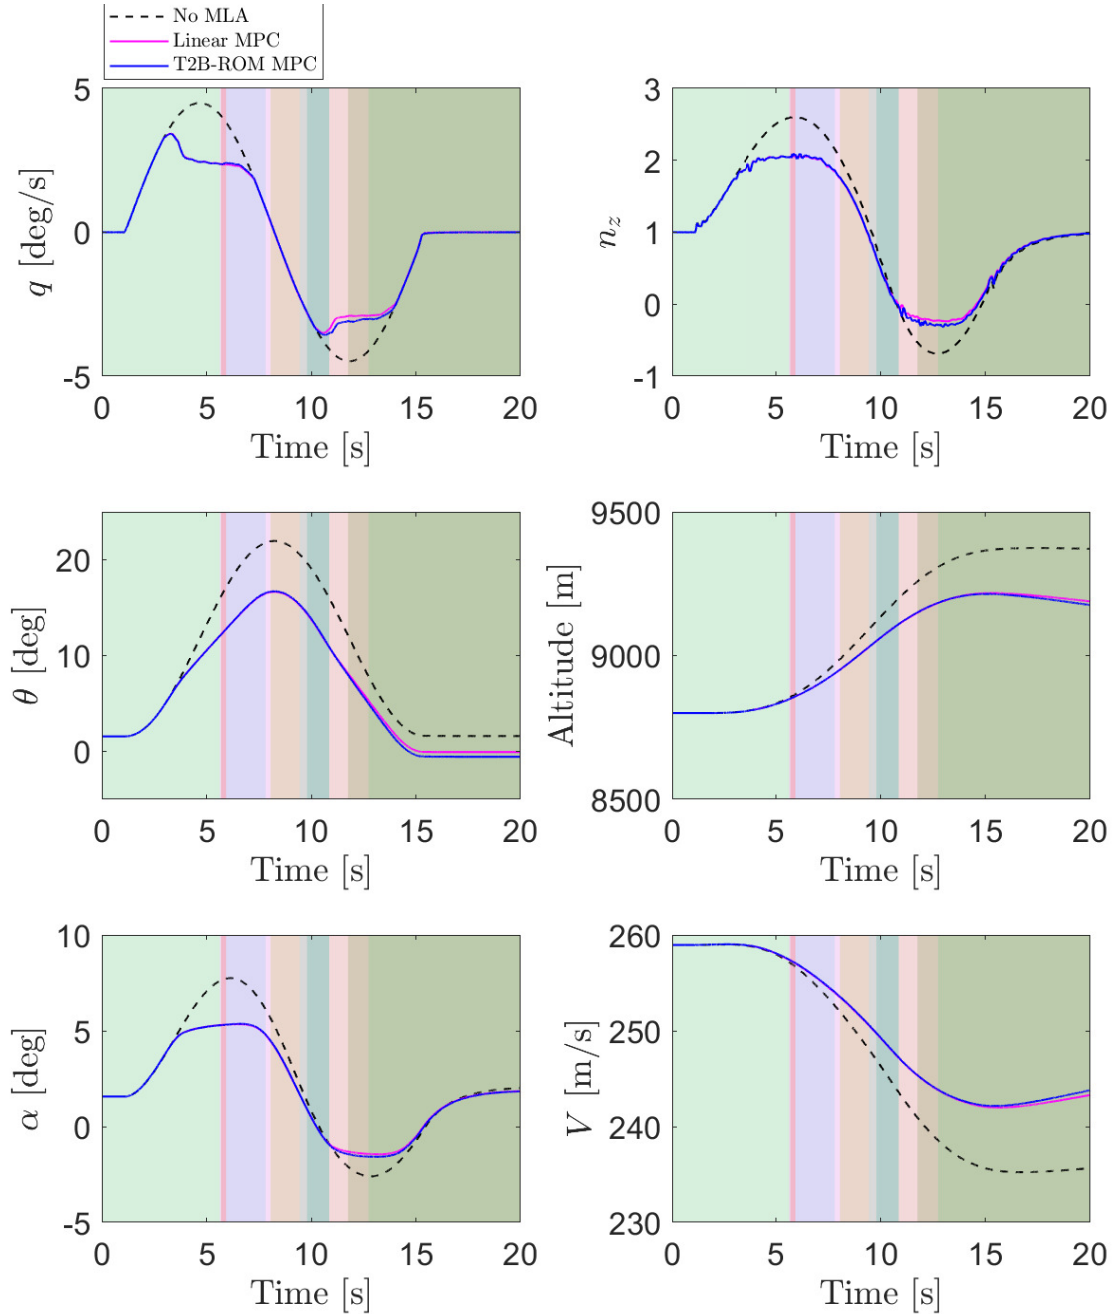 No MLA
Linear MPC
T2B-ROM MPC
5
0
-5
q [deg/s]
0 5 10 15 20
Time [s]
3
2
1
0
-1
n_z
0 5 10 15 20
Time [s]
20
10
0
θ [deg]
0 5 10 15 20
Time [s]
9500
9000
8500
Altitude [m]
0 5 10 15 20
Time [s]
10
5
0
-5
α [deg]
0 5 10 15 20
Time [s]
260
250
240
230
V [m/s]
0 5 10 15 20
Time [s]